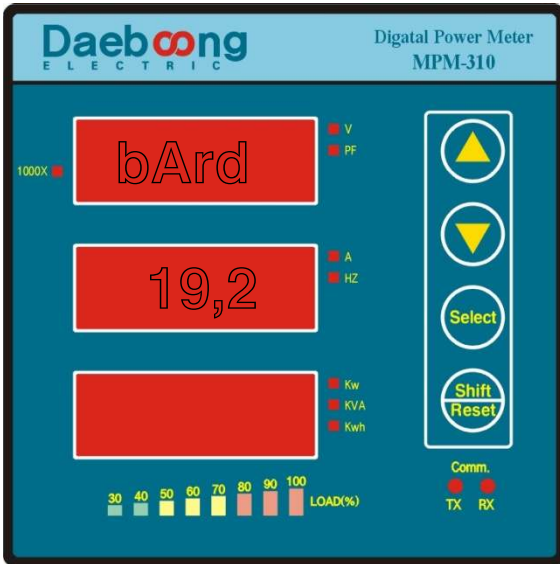 Daeboong
ELECTRIC
Digatal Power Meter
MPM-310
1000X
bArd
V
PF
19,2
A
HZ
Kw
KVA
Kwh
30 40 50 60 70 80 90 100
LOAD(%)
Select
Shift
Reset
Comm.
TX RX